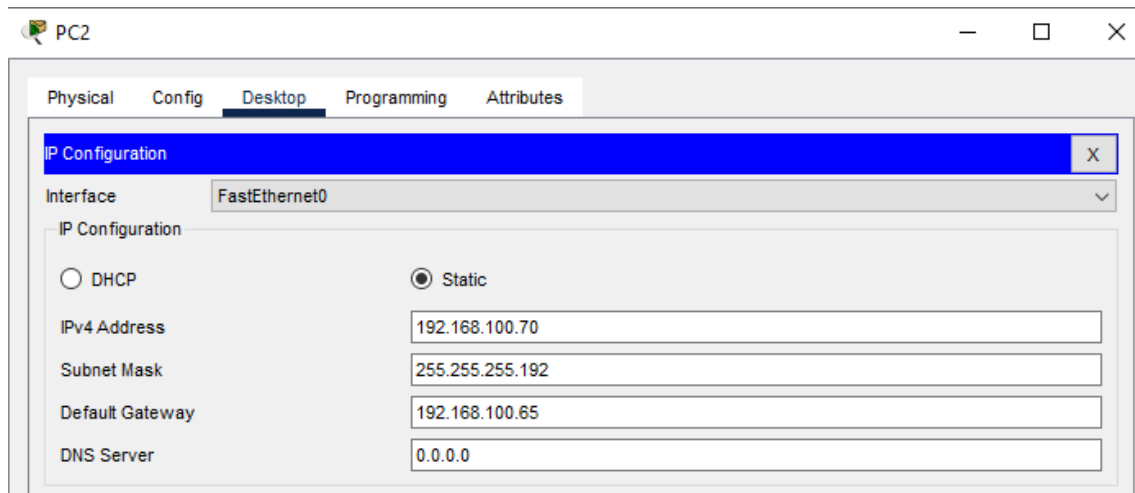 PC2
Physical Config Desktop Programming Attributes
IP Configuration X
Interface FastEthernet0
IP Configuration
DHCP Static
IPv4 Address 192.168.100.70
Subnet Mask 255.255.255.192
Default Gateway 192.168.100.65
DNS Server 0.0.0.0